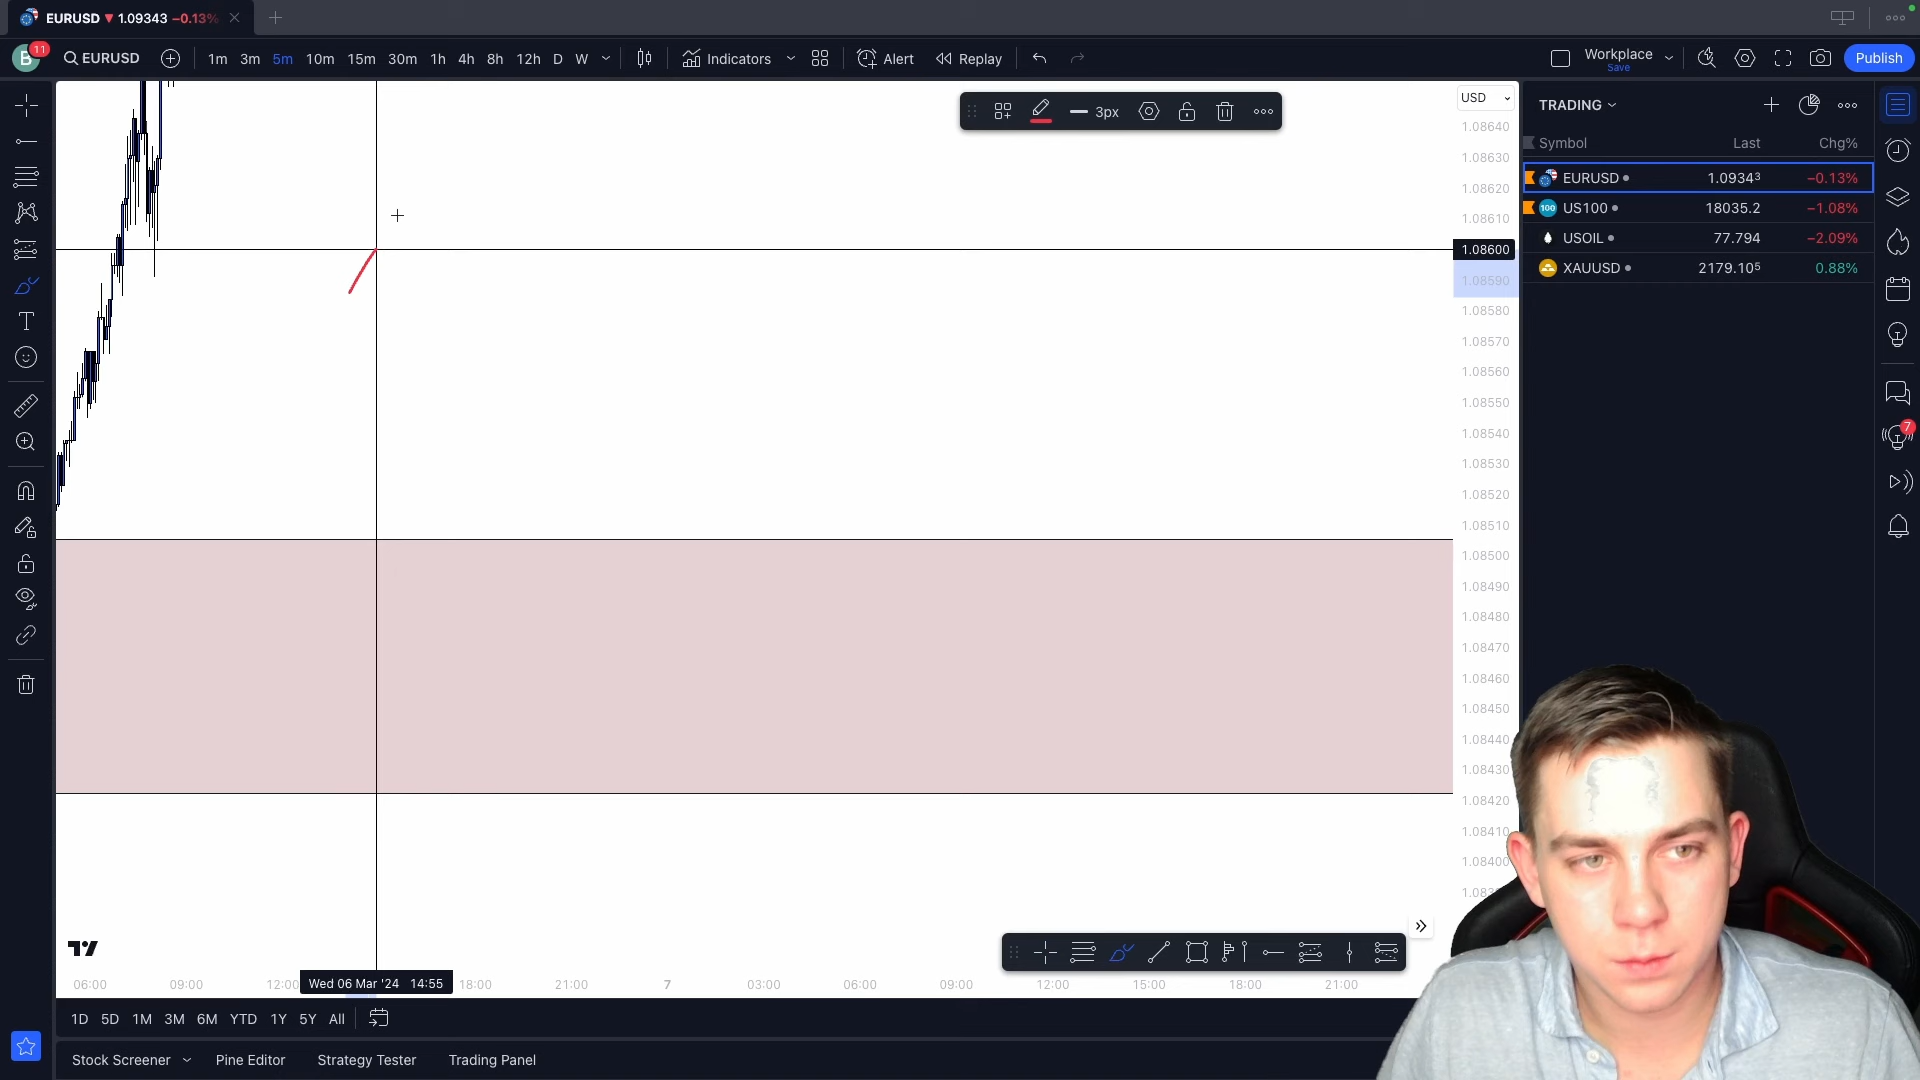 EURUSD ▼ 1.09343 −0.13%
B 11 EURUSD 1m 3m 5m 10m 15m 30m 1h 4h 8h 12h D W Indicators Alert Replay Workplace Publish
Save
3px
USD
1.08640
1.08630
1.08620
1.08610
1.08600
1.08590
1.08580
1.08570
1.08560
1.08550
1.08540
1.08530
1.08520
1.08510
1.08500
1.08490
1.08480
1.08470
1.08460
1.08450
1.08440
1.08430
1.08420
1.08410
1.08400
TRADING
Symbol Last Chg%
EURUSD 1.09343 −0.13%
100 US100 18035.2 −1.08%
USOIL 77.794 −2.09%
XAUUSD 2179.105 0.88%
7
06:00 09:00 12:00 Wed 06 Mar '24 14:55 18:00 21:00 7 03:00 06:00 09:00 12:00 15:00 18:00 21:00
1D 5D 1M 3M 6M YTD 1Y 5Y All
Stock Screener Pine Editor Strategy Tester Trading Panel